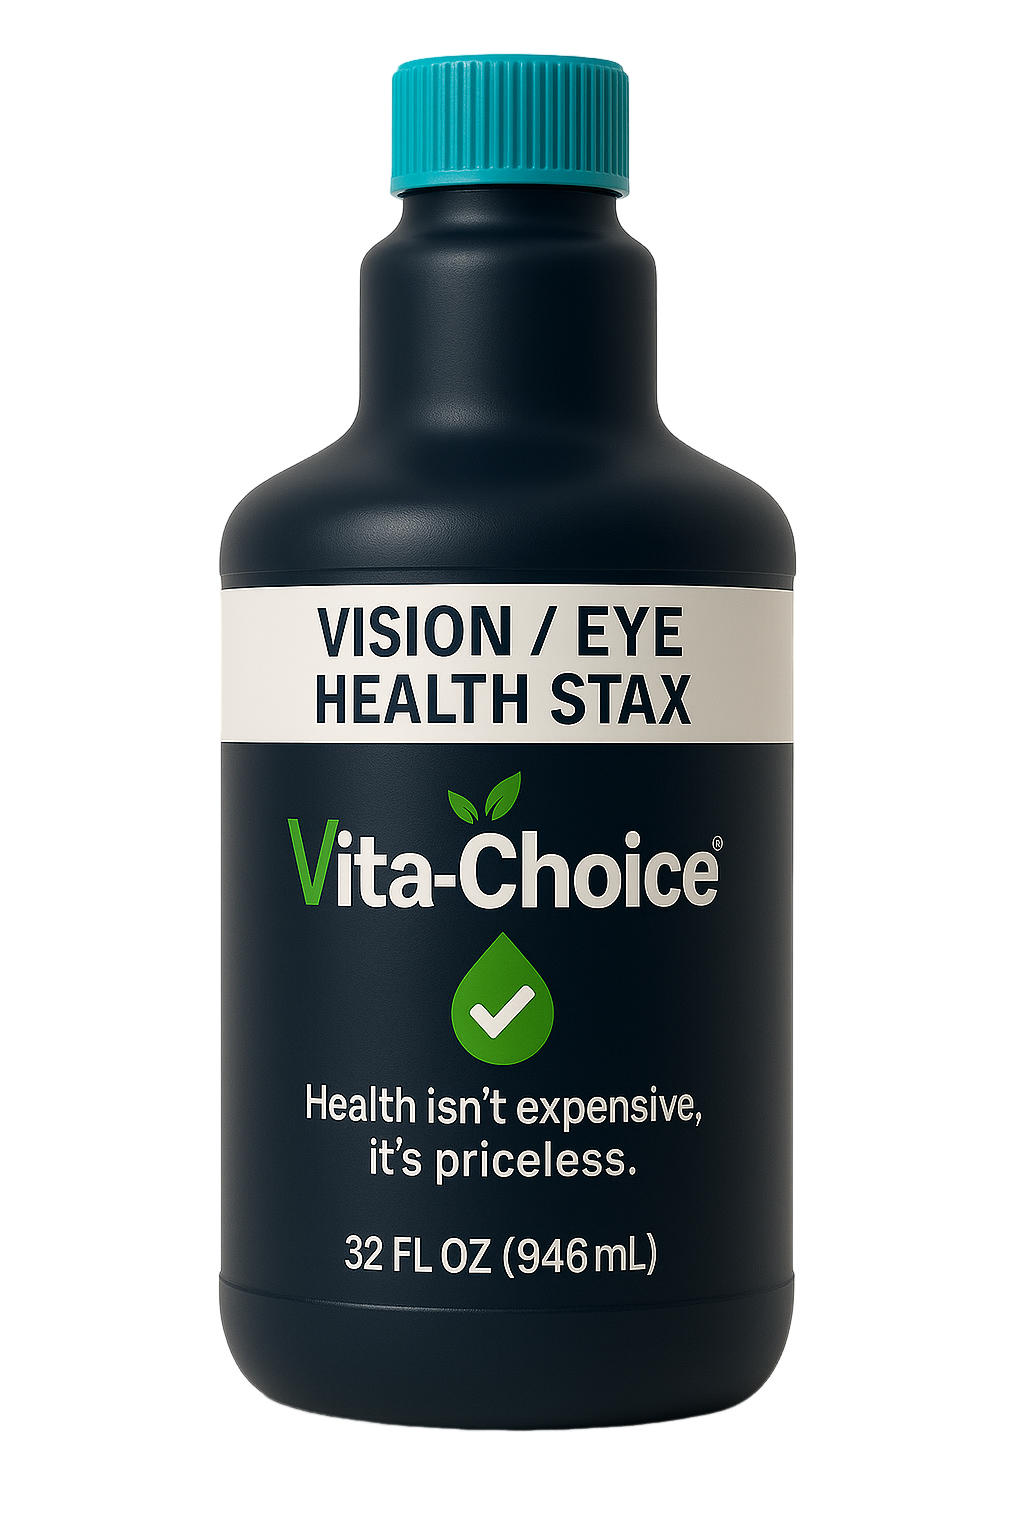 VISION / EYE
HEALTH STAX
Vita-Choice®
Health isn't expensive,
it's priceless.
32 FL OZ (946 mL)